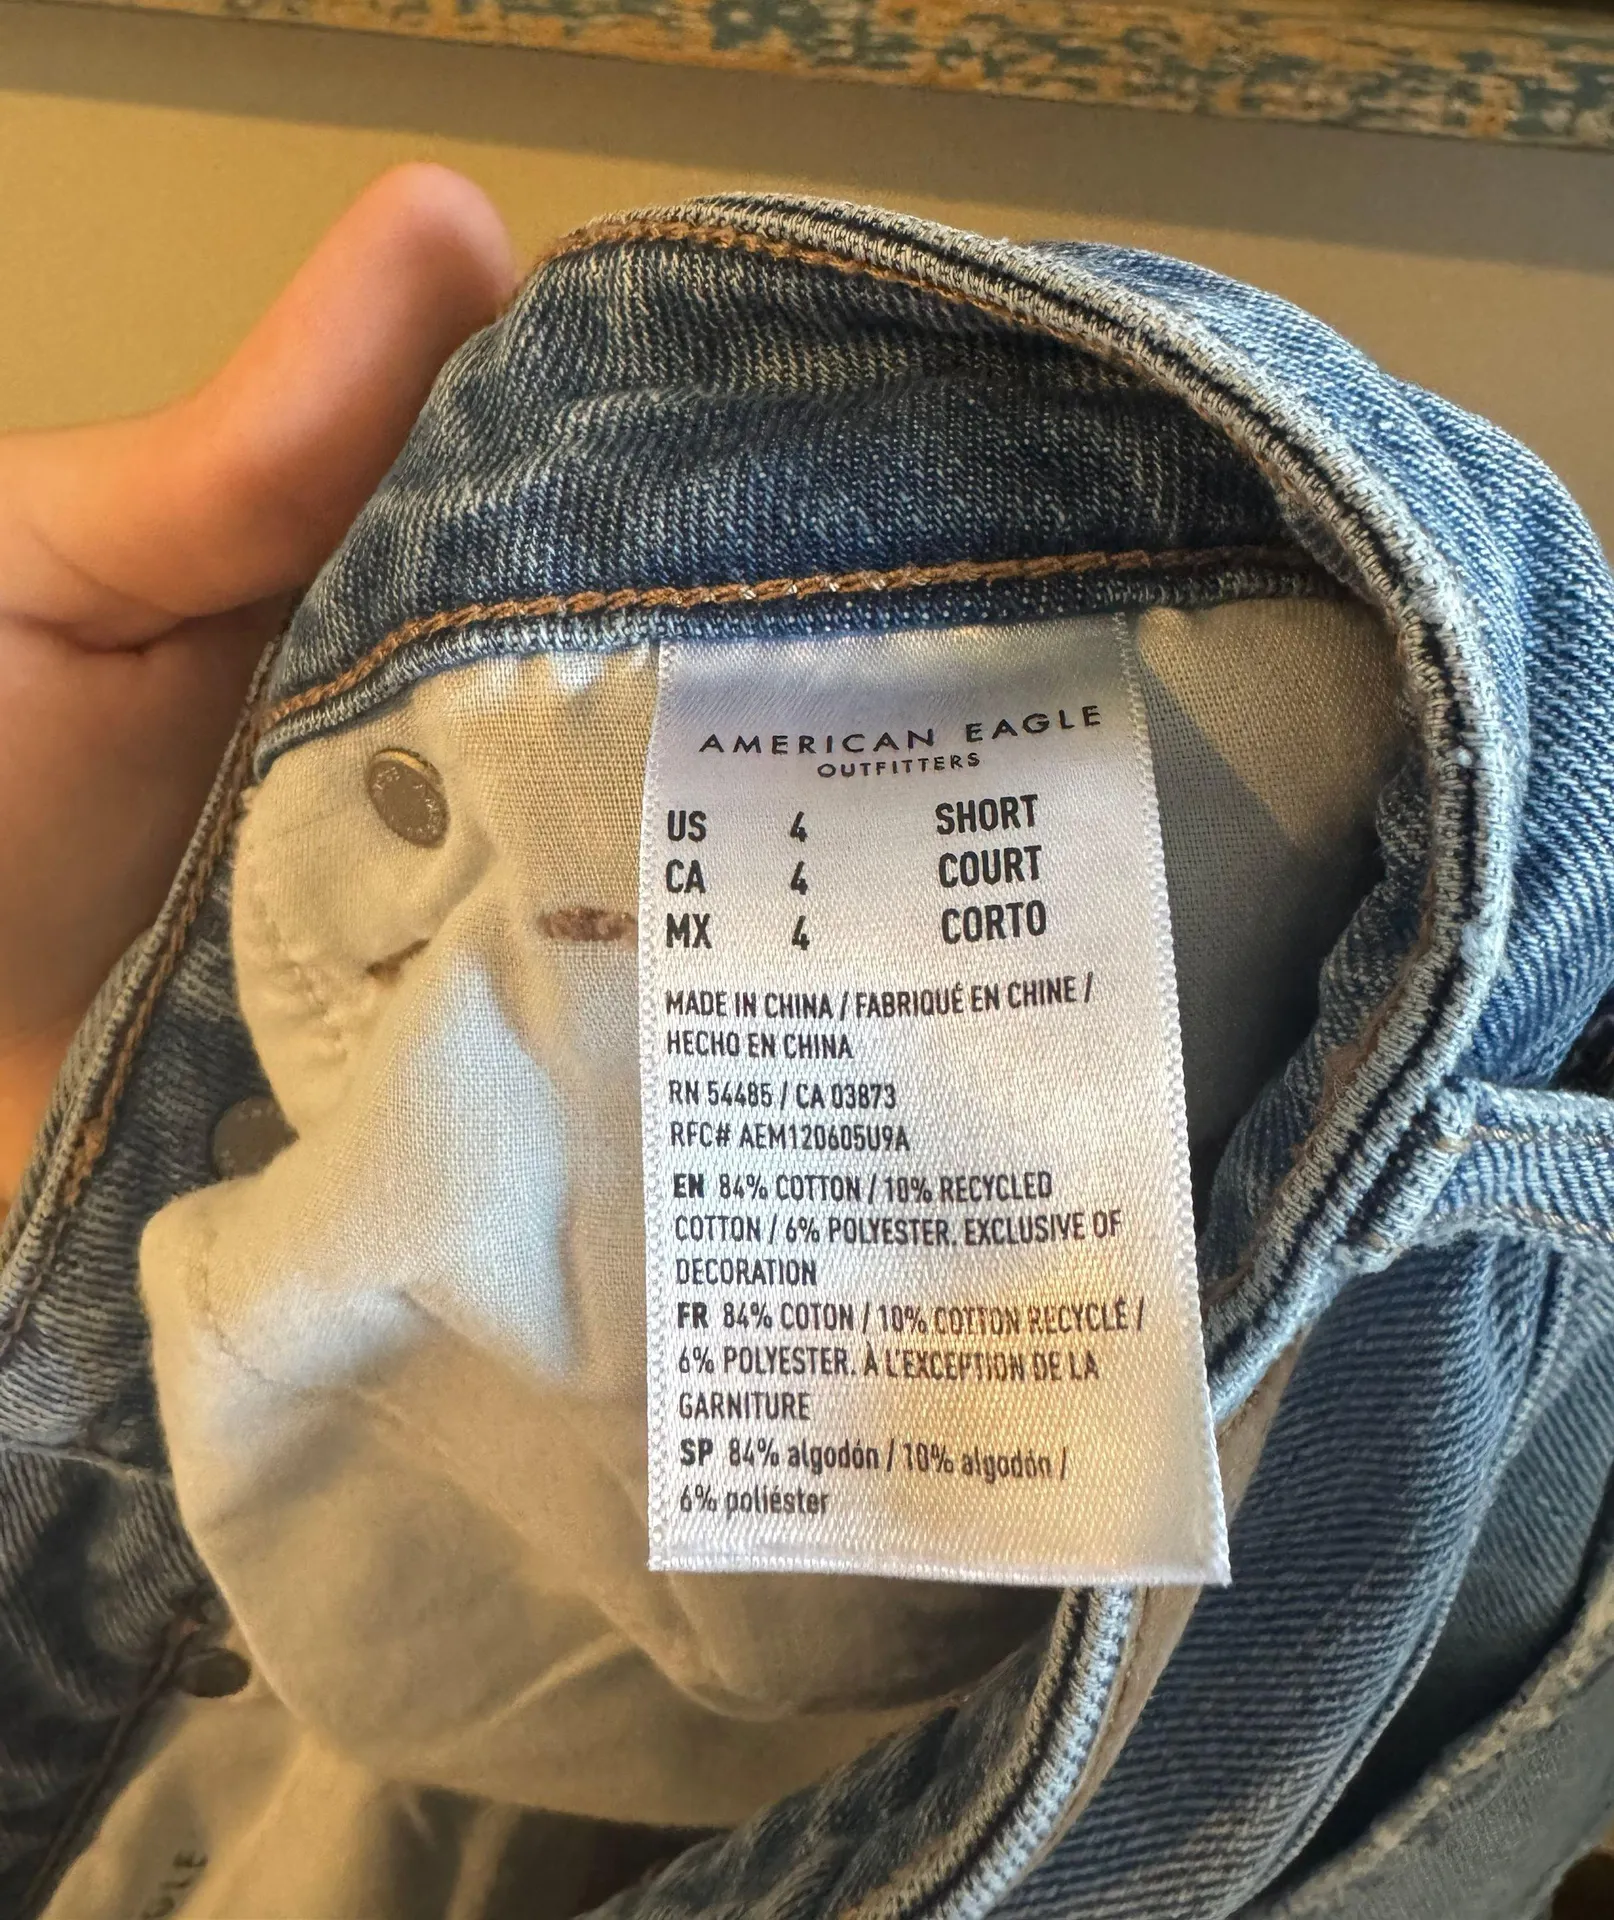 AMERICAN EAGLE
OUTFITTERS
US 4 SHORT
CA 4 COURT
MX 4 CORTO
MADE IN CHINA / FABRIQUÉ EN CHINE /
HECHO EN CHINA
RN 54485 / CA 03873
RFC# AEM120605U9A
EN 84% COTTON / 10% RECYCLED
COTTON / 6% POLYESTER. EXCLUSIVE OF
DECORATION
FR 84% COTON / 10% COTTON RECYCLÉ /
6% POLYESTER. À L'EXCEPTION DE LA
GARNITURE
SP 84% algodón / 10% algodón /
6% poliéster